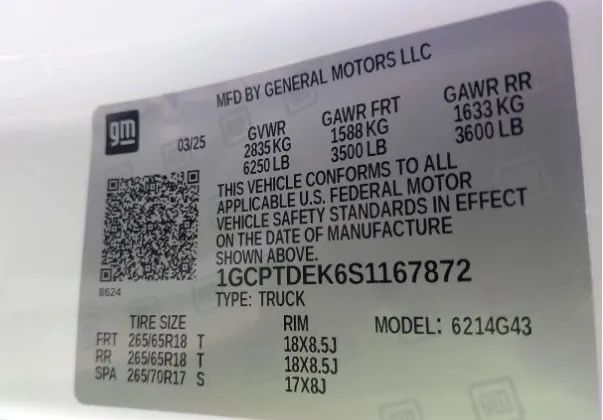 MFD BY GENERAL MOTORS LLC
gm
03/25
GVWR GAWR FRT GAWR RR
2835 KG 1588 KG 1633 KG
6250 LB 3500 LB 3600 LB
THIS VEHICLE CONFORMS TO ALL
APPLICABLE U.S. FEDERAL MOTOR
VEHICLE SAFETY STANDARDS IN EFFECT
ON THE DATE OF MANUFACTURE
SHOWN ABOVE.
8624
1GCPTDEK6S1167872
TYPE: TRUCK
TIRE SIZE RIM MODEL: 6214G43
FRT 265/65R18 T 18X8.5J
RR 265/65R18 T 18X8.5J
SPA 265/70R17 S 17X8J